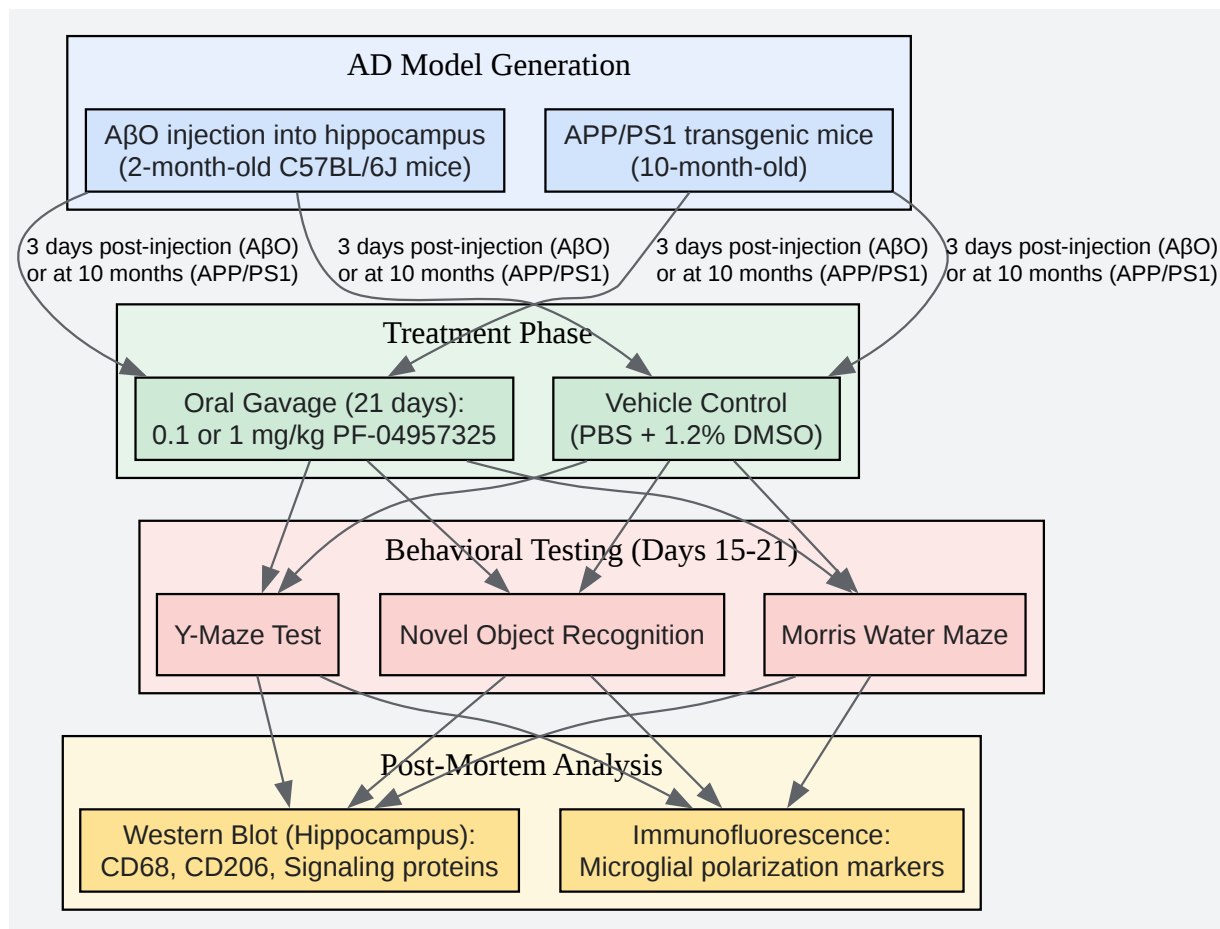 AD Model Generation
AβO injection into hippocampus
(2-month-old C57BL/6J mice)
APP/PS1 transgenic mice
(10-month-old)
3 days post-injection (AβO)
or at 10 months (APP/PS1)
3 days post-injection (AβO)
or at 10 months (APP/PS1)
3 days post-injection (AβO)
or at 10 months (APP/PS1)
3 days post-injection (AβO)
or at 10 months (APP/PS1)
Treatment Phase
Oral Gavage (21 days):
0.1 or 1 mg/kg PF-04957325
Vehicle Control
(PBS + 1.2% DMSO)
Behavioral Testing (Days 15-21)
Y-Maze Test
Novel Object Recognition
Morris Water Maze
Post-Mortem Analysis
Western Blot (Hippocampus):
CD68, CD206, Signaling proteins
Immunofluorescence:
Microglial polarization markers